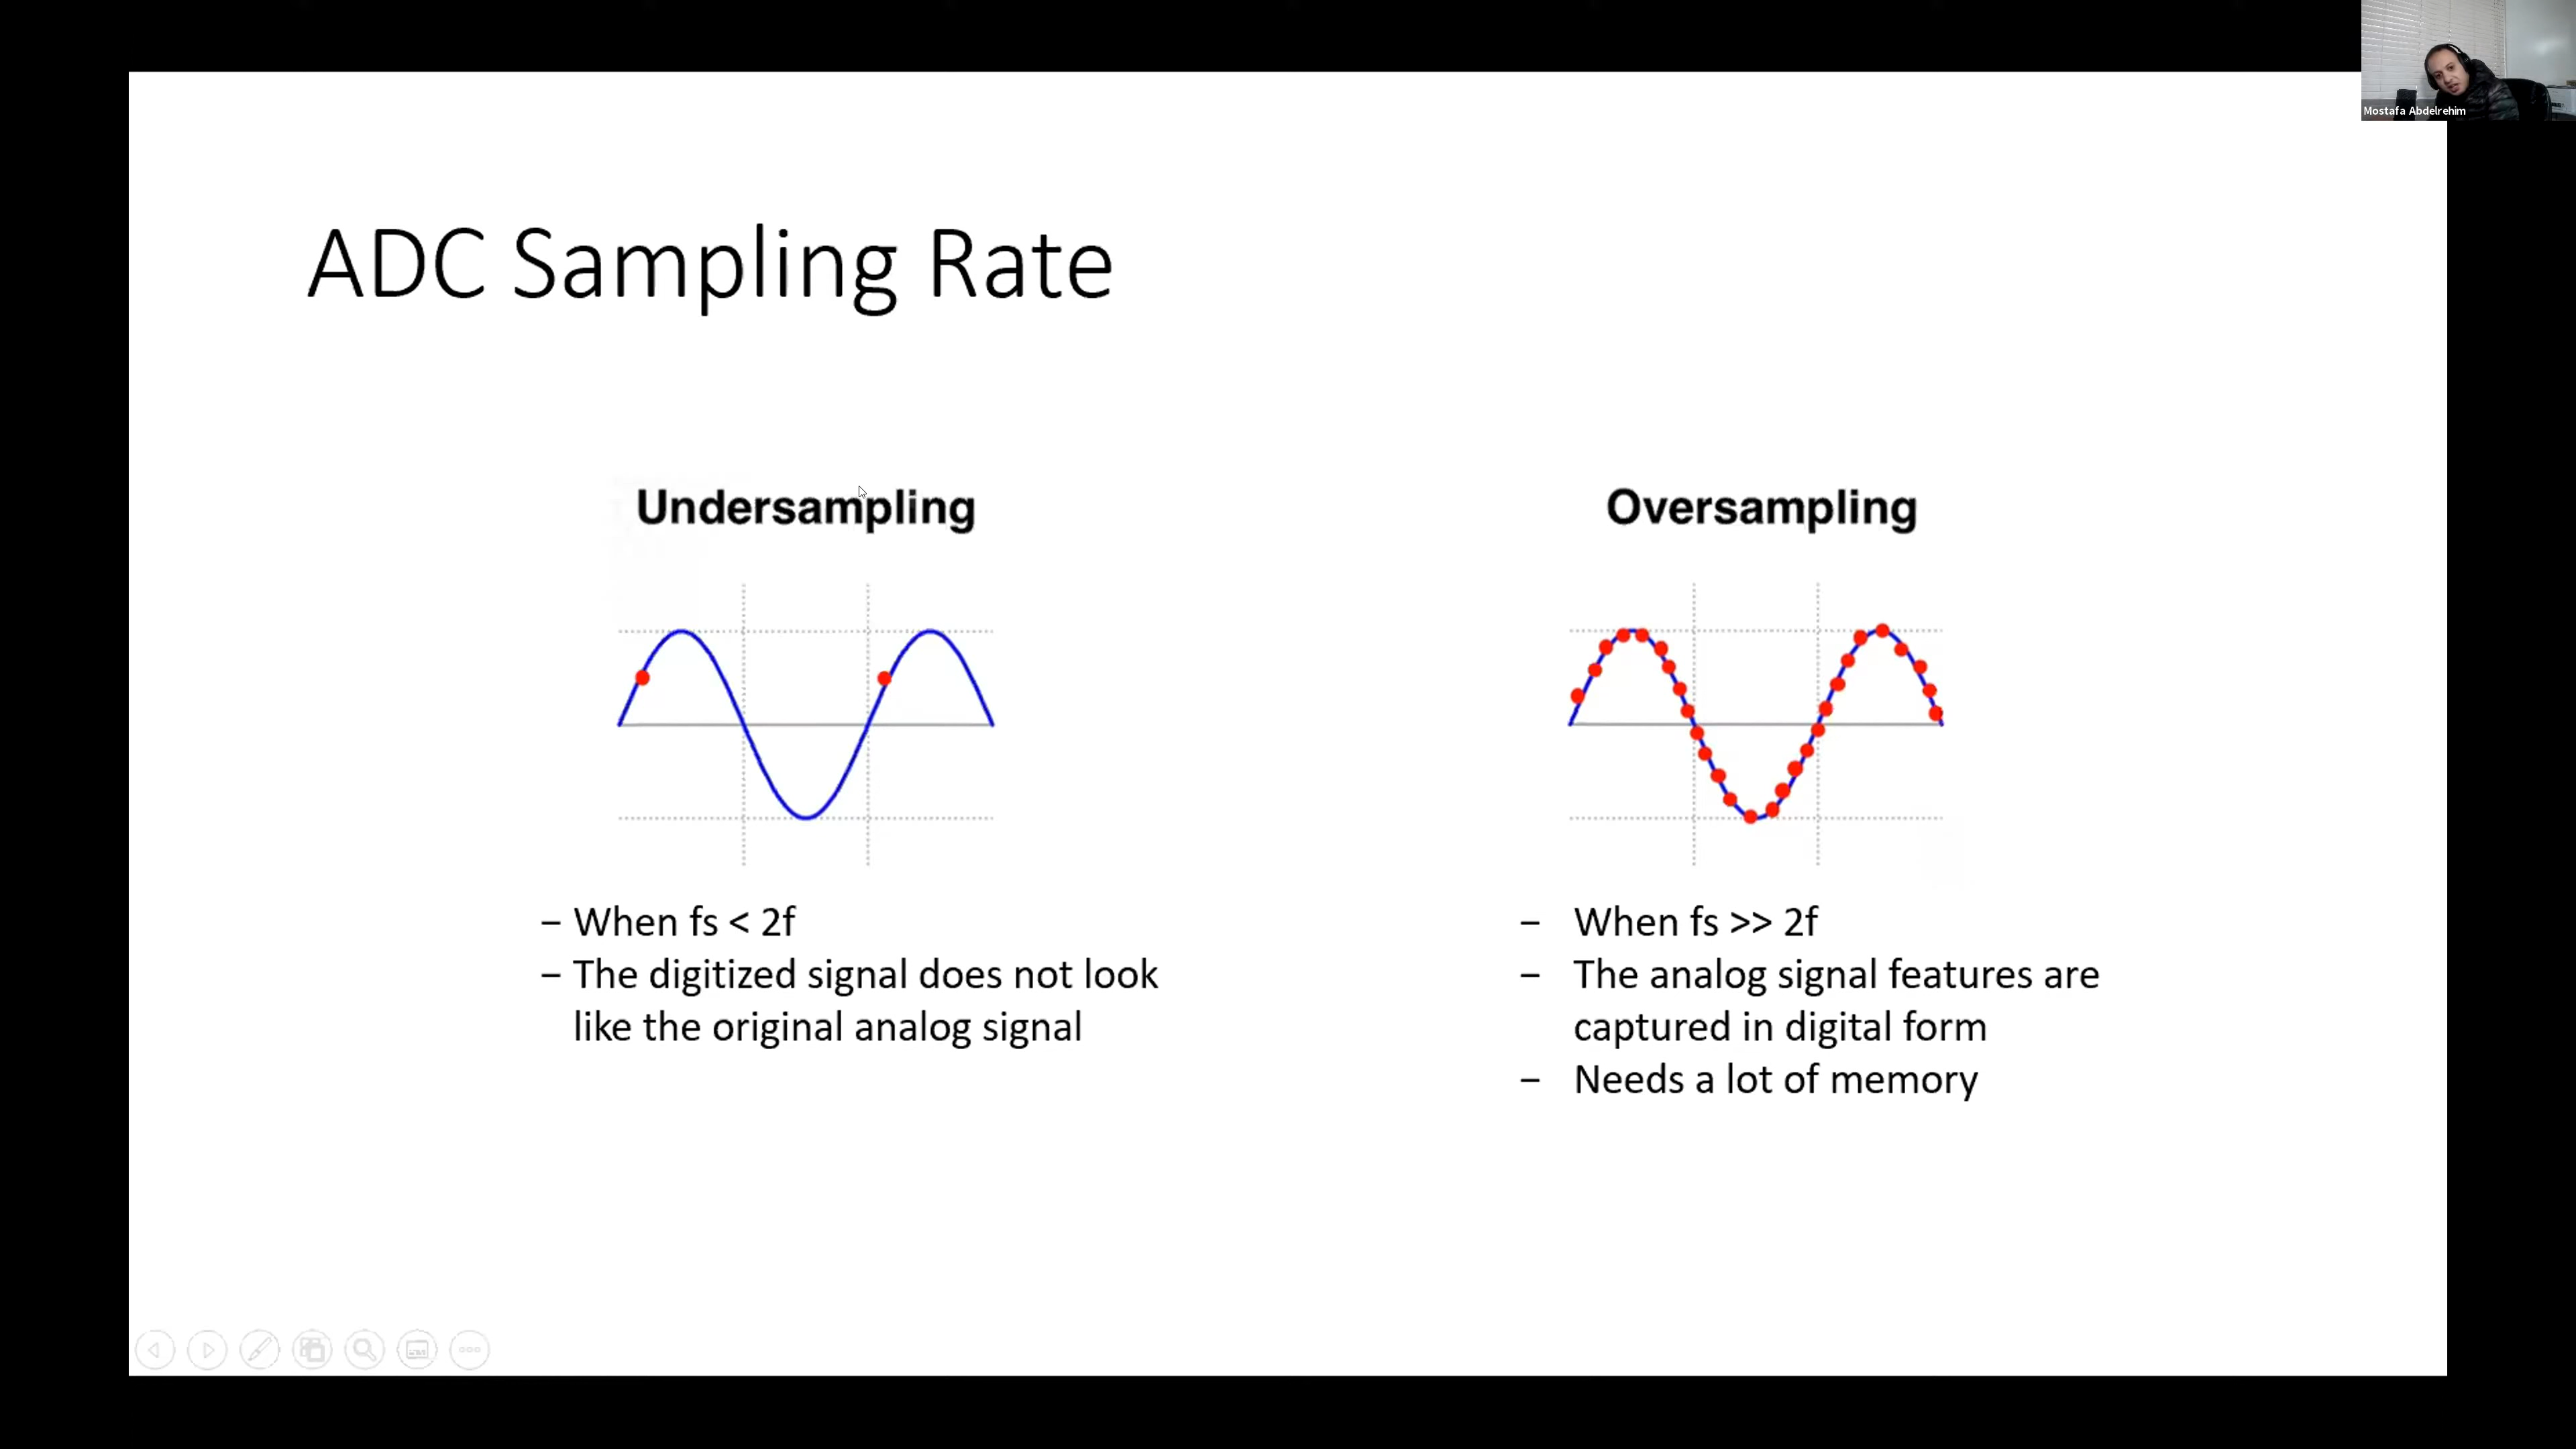 Mostafa Abdelrehim
ADC Sampling Rate
Undersampling
– When fs < 2f
– The digitized signal does not look
like the original analog signal
Oversampling
– When fs >> 2f
– The analog signal features are
captured in digital form
– Needs a lot of memory